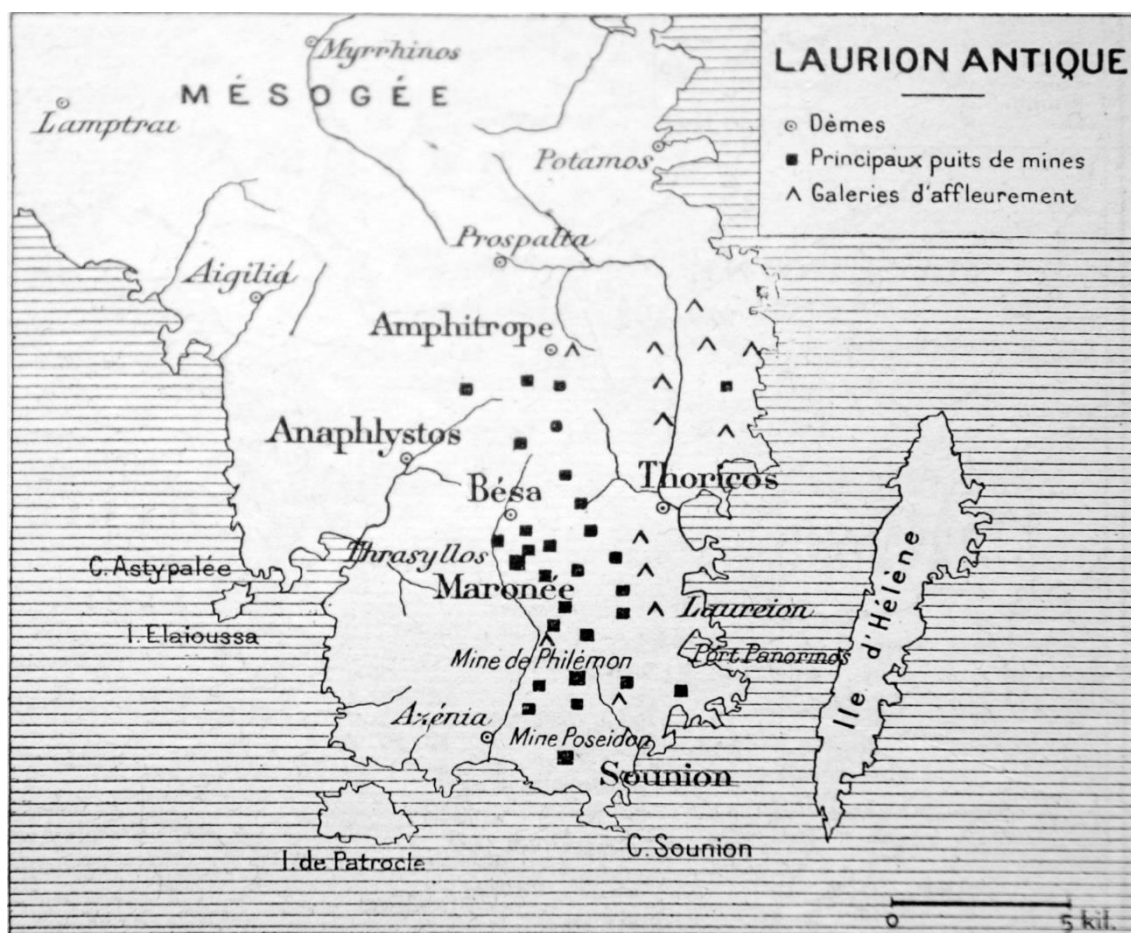 LAURION ANTIQUE
Dèmes
Principaux puits de mines
Galeries d'affleurement
Myrrhinos
MÉSOGÉE
Lamptrai
Potamos
Prospalta
Aigilia
Amphitrope
Anaphlystos
Bésa
Thoricos
Thrasyllos
C. Astypalée
Maronée
Laureion
I. Elaioussa
Mine de Philémon
Port Panormos
Ile d'Hélène
Azénia
Mine Poseidon
Sounion
C. Sounion
I. de Patrocle
0 5 kil.